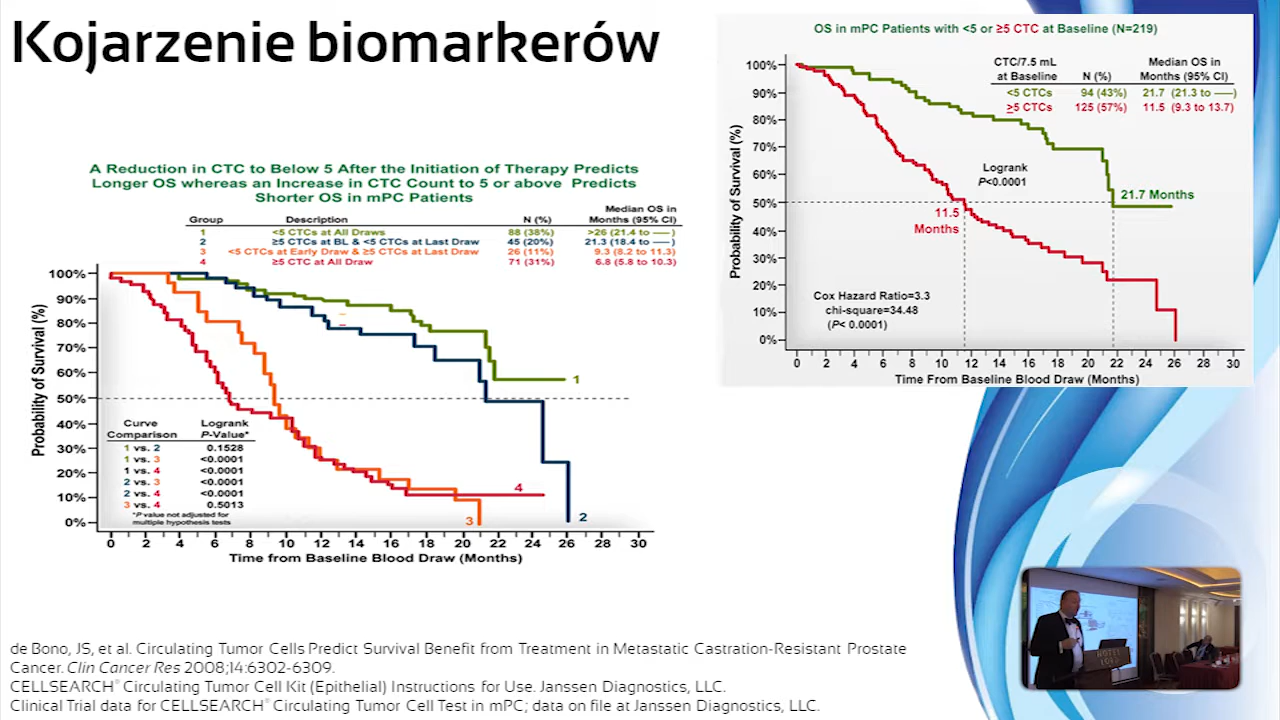 Kojarzenie biomarkerów
A Reduction in CTC to Below 5 After the Initiation of Therapy Predicts
Longer OS whereas an Increase in CTC Count to 5 or above Predicts
Shorter OS in mPC Patients
Group Description N (%) Median OS in Months (95% CI)
1 <5 CTCs at All Draws 88 (38%) >26 (21.4 to ——)
2 ≥5 CTCs at BL & <5 CTCs at Last Draw 45 (20%) 21.3 (18.4 to ——)
3 <5 CTCs at Early Draw & ≥5 CTCs at Last Draw 26 (11%) 9.3 (8.2 to 11.3)
4 ≥5 CTC at All Draw 71 (31%) 6.8 (5.8 to 10.3)
Probability of Survival (%)
100%
90%
80%
70%
60%
50%
40%
30%
20%
10%
0%
1
4
3
2
Curve Comparison Logrank P-Value*
1 vs. 2 0.1528
1 vs. 3 <0.0001
1 vs. 4 <0.0001
2 vs. 3 <0.0001
2 vs. 4 <0.0001
3 vs. 4 0.5013
*P value not adjusted for
multiple hypothesis tests
0 2 4 6 8 10 12 14 16 18 20 22 24 26 28 30
Time from Baseline Blood Draw (Months)
OS in mPC Patients with <5 or ≥5 CTC at Baseline (N=219)
CTC/7.5 mL at Baseline N (%) Median OS in Months (95% CI)
<5 CTCs 94 (43%) 21.7 (21.3 to ——)
≥5 CTCs 125 (57%) 11.5 (9.3 to 13.7)
Probability of Survival (%)
100%
90%
80%
70%
60%
50%
40%
30%
20%
10%
0%
Logrank
P<0.0001
21.7 Months
11.5
Months
Cox Hazard Ratio=3.3
chi-square=34.48
(P< 0.0001)
0 2 4 6 8 10 12 14 16 18 20 22 24 26 28 30
Time From Baseline Blood Draw (Months)
de Bono, JS, et al. Circulating Tumor Cells Predict Survival Benefit from Treatment in Metastatic Castration-Resistant Prostate
Cancer. Clin Cancer Res 2008;14:6302-6309.
CELLSEARCH® Circulating Tumor Cell Kit (Epithelial) Instructions for Use. Janssen Diagnostics, LLC.
Clinical Trial data for CELLSEARCH® Circulating Tumor Cell Test in mPC; data on file at Janssen Diagnostics, LLC.
HOTEL